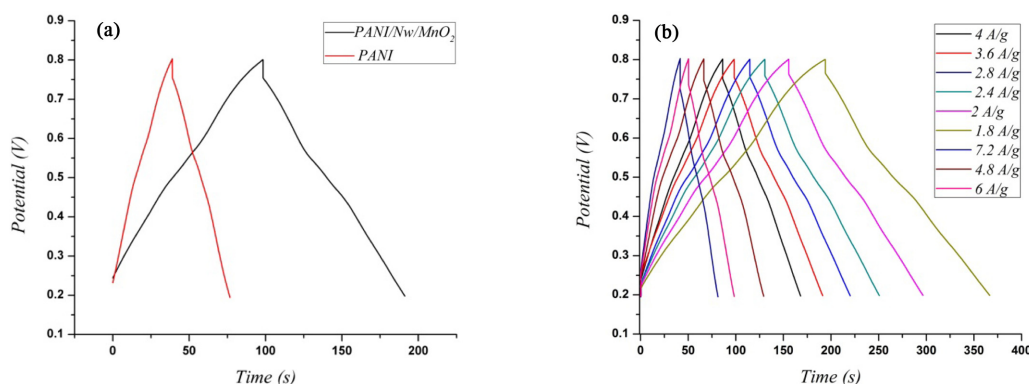 (a)
PANI/Nw/MnO₂
PANI
0.9
0.8
0.7
0.6
0.5
0.4
0.3
0.2
0.1
Potential (V)
0
50
100
150
200
Time (s)
(b)
4 A/g
3.6 A/g
2.8 A/g
2.4 A/g
2 A/g
1.8 A/g
7.2 A/g
4.8 A/g
6 A/g
0.9
0.8
0.7
0.6
0.5
0.4
0.3
0.2
0.1
Potential (V)
0
50
100
150
200
250
300
350
400
Time (s)